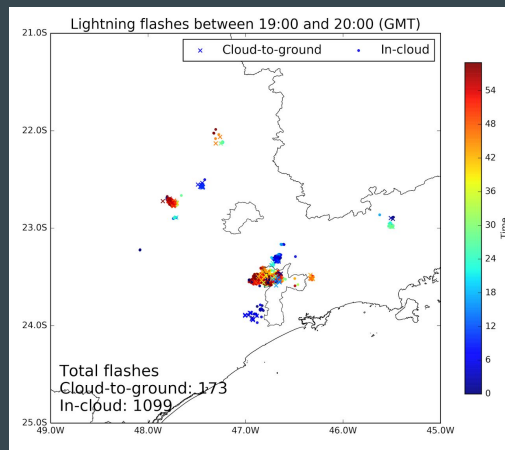 Lightning flashes between 19:00 and 20:00 (GMT)
Cloud-to-ground In-cloud
21.0S
22.0S
23.0S
24.0S
25.0S
49.0W 48.0W 47.0W 46.0W 45.0W
Total flashes
Cloud-to-ground: 173
In-cloud: 1099
54
48
42
36
30
24
18
12
6
0
Time